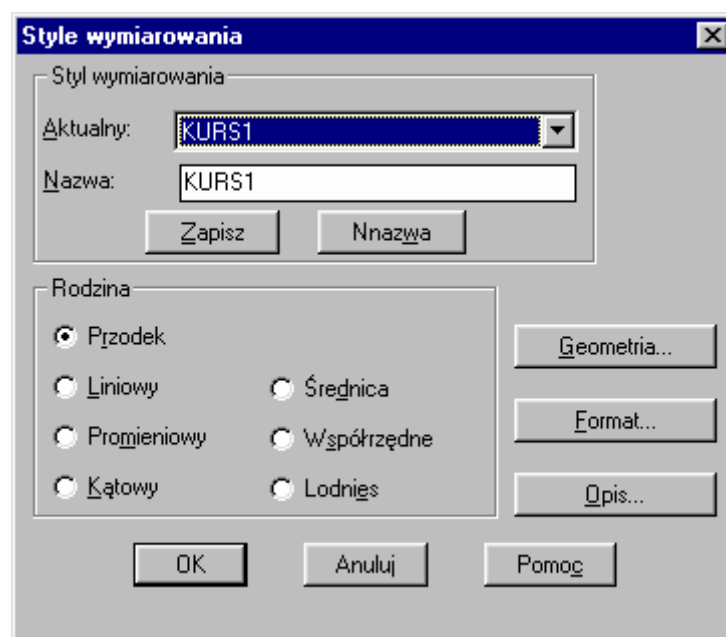 Style wymiarowania
Styl wymiarowania
Aktualny: KURS1
Nazwa: KURS1
Zapisz Nnazwa
Rodzina
Przodek
Geometria...
Liniowy Średnica
Format...
Promieniowy Współrzędne
Kątowy Lodnies
Opis...
OK Anuluj Pomoc